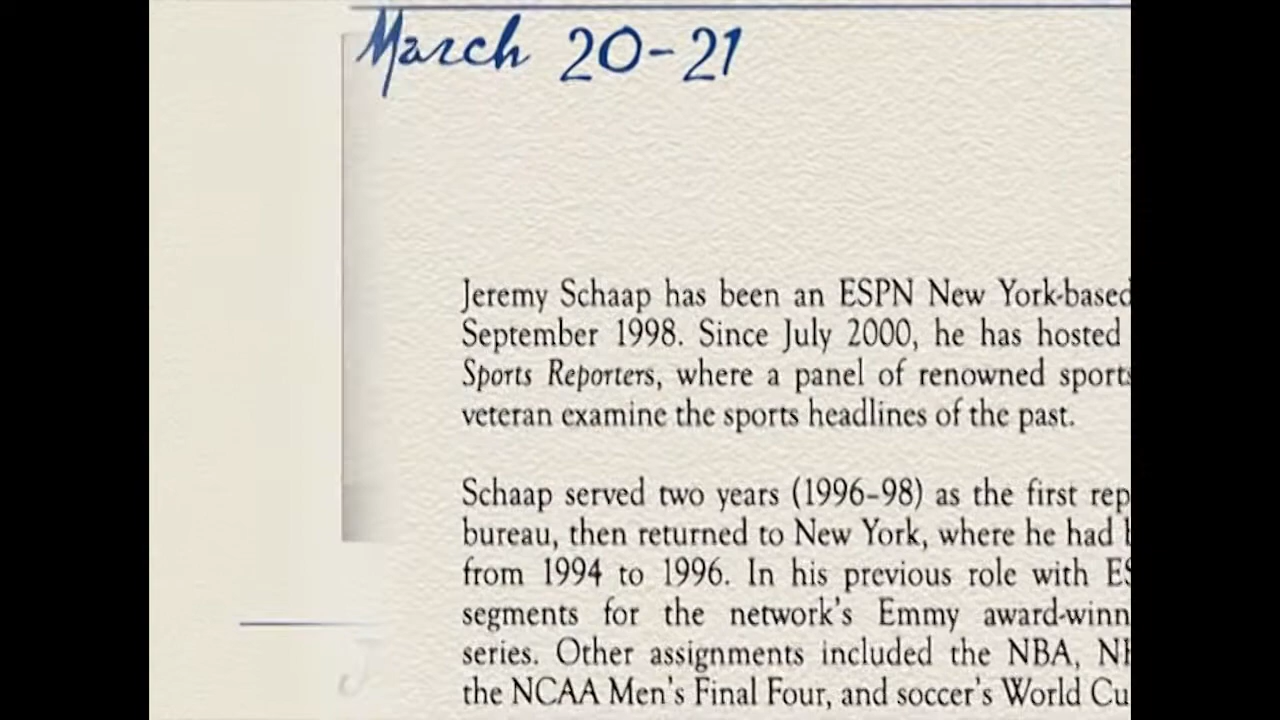 March 20-21
Jeremy Schaap has been an ESPN New York-based
September 1998. Since July 2000, he has hosted
Sports Reporters, where a panel of renowned sports
veteran examine the sports headlines of the past.
Schaap served two years (1996-98) as the first rep
bureau, then returned to New York, where he had
from 1994 to 1996. In his previous role with ES
segments for the network's Emmy award-winn
series. Other assignments included the NBA, NH
the NCAA Men's Final Four, and soccer's World Cu